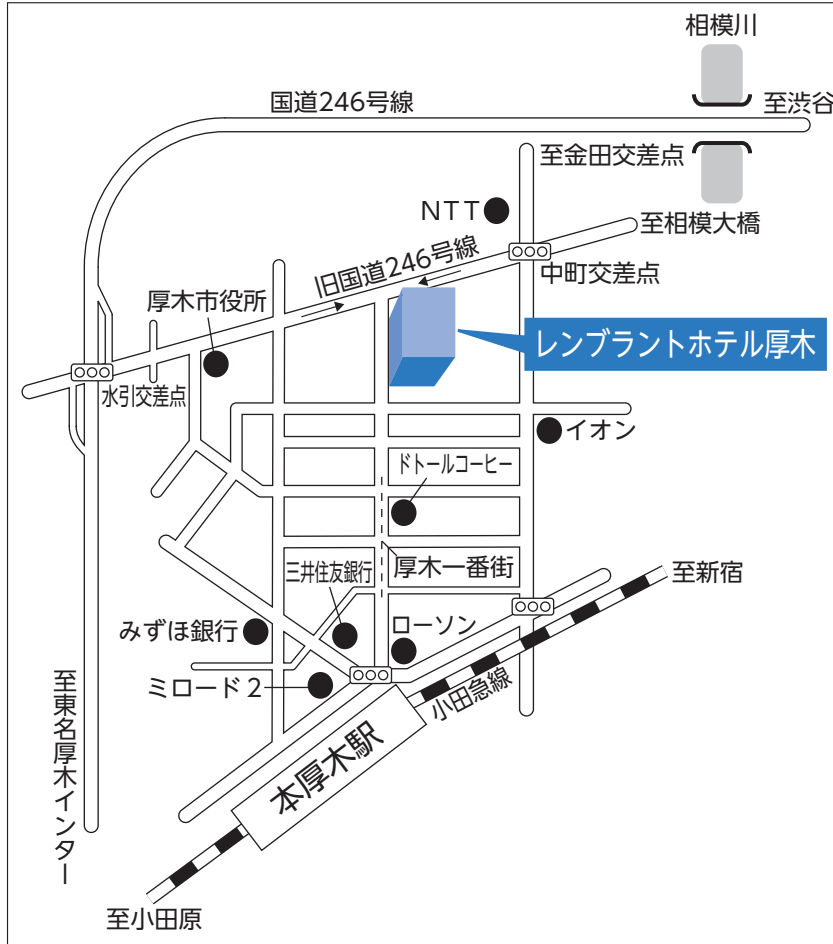 相模川
国道246号線
至渋谷
至金田交差点
NTT
至相模大橋
旧国道246号線
中町交差点
厚木市役所
レンブラントホテル厚木
水引交差点
イオン
ドトールコーヒー
三井住友銀行
厚木一番街
至新宿
みずほ銀行
ローソン
ミロード2
小田急線
至東名厚木インター
本厚木駅
至小田原